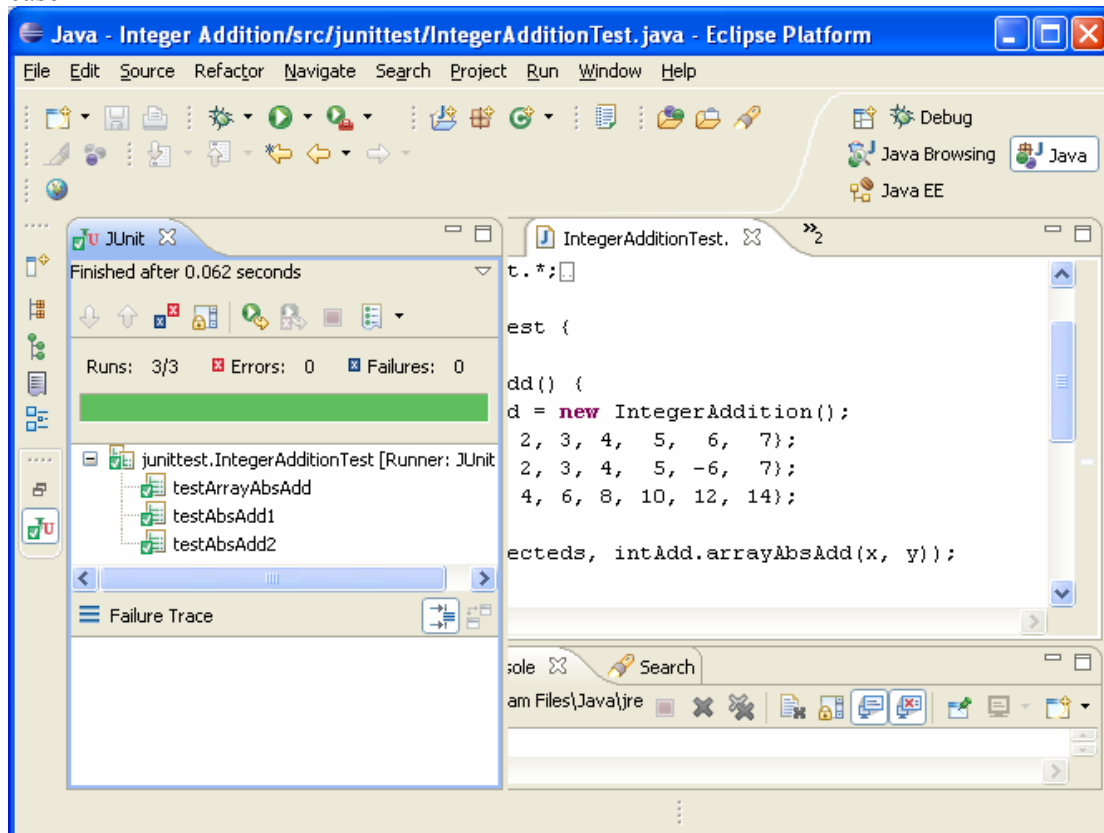 Java - Integer Addition/src/junittest/IntegerAdditionTest.java - Eclipse Platform
File Edit Source Refactor Navigate Search Project Run Window Help
Debug
Java Browsing Java
Java EE
JUnit
IntegerAdditionTest. »2
Finished after 0.062 seconds
t.*;
est {
Runs: 3/3 Errors: 0 Failures: 0
dd() {
d = new IntegerAddition();
2, 3, 4, 5, 6, 7};
2, 3, 4, 5, -6, 7};
4, 6, 8, 10, 12, 14};
ecteds, intAdd.arrayAbsAdd(x, y));
junittest.IntegerAdditionTest [Runner: JUnit
testArrayAbsAdd
testAbsAdd1
testAbsAdd2
Failure Trace
sole Search
am Files\Java\jre